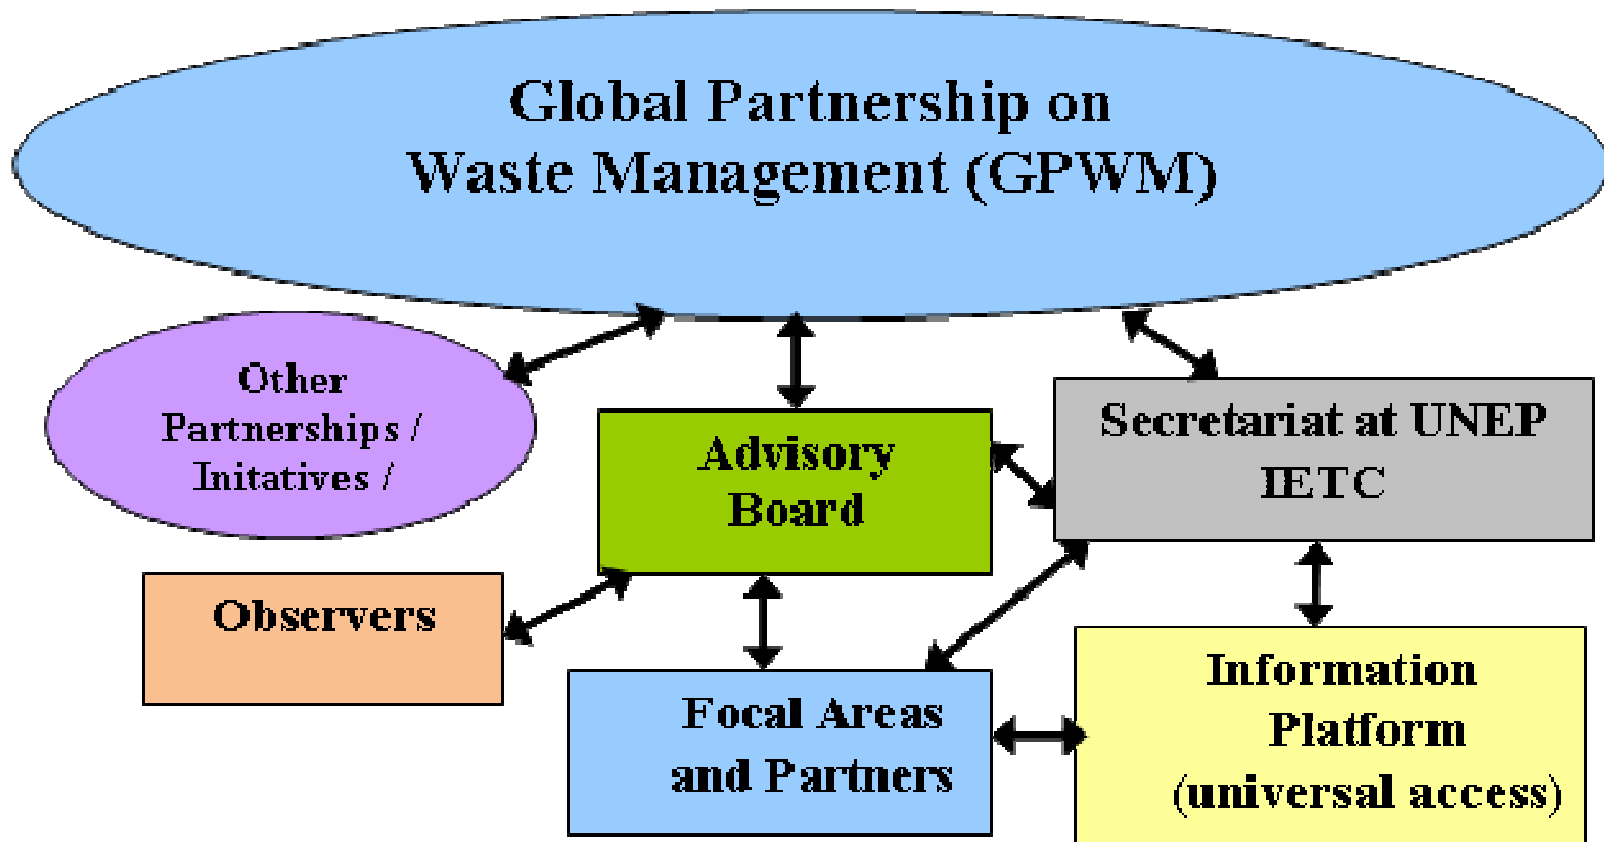 Global Partnership on
Waste Management (GPWM)
Other
Partnerships /
Initatives /
Advisory
Board
Secretariat at UNEP
IETC
Observers
Focal Areas
and Partners
Information
Platform
(universal access)